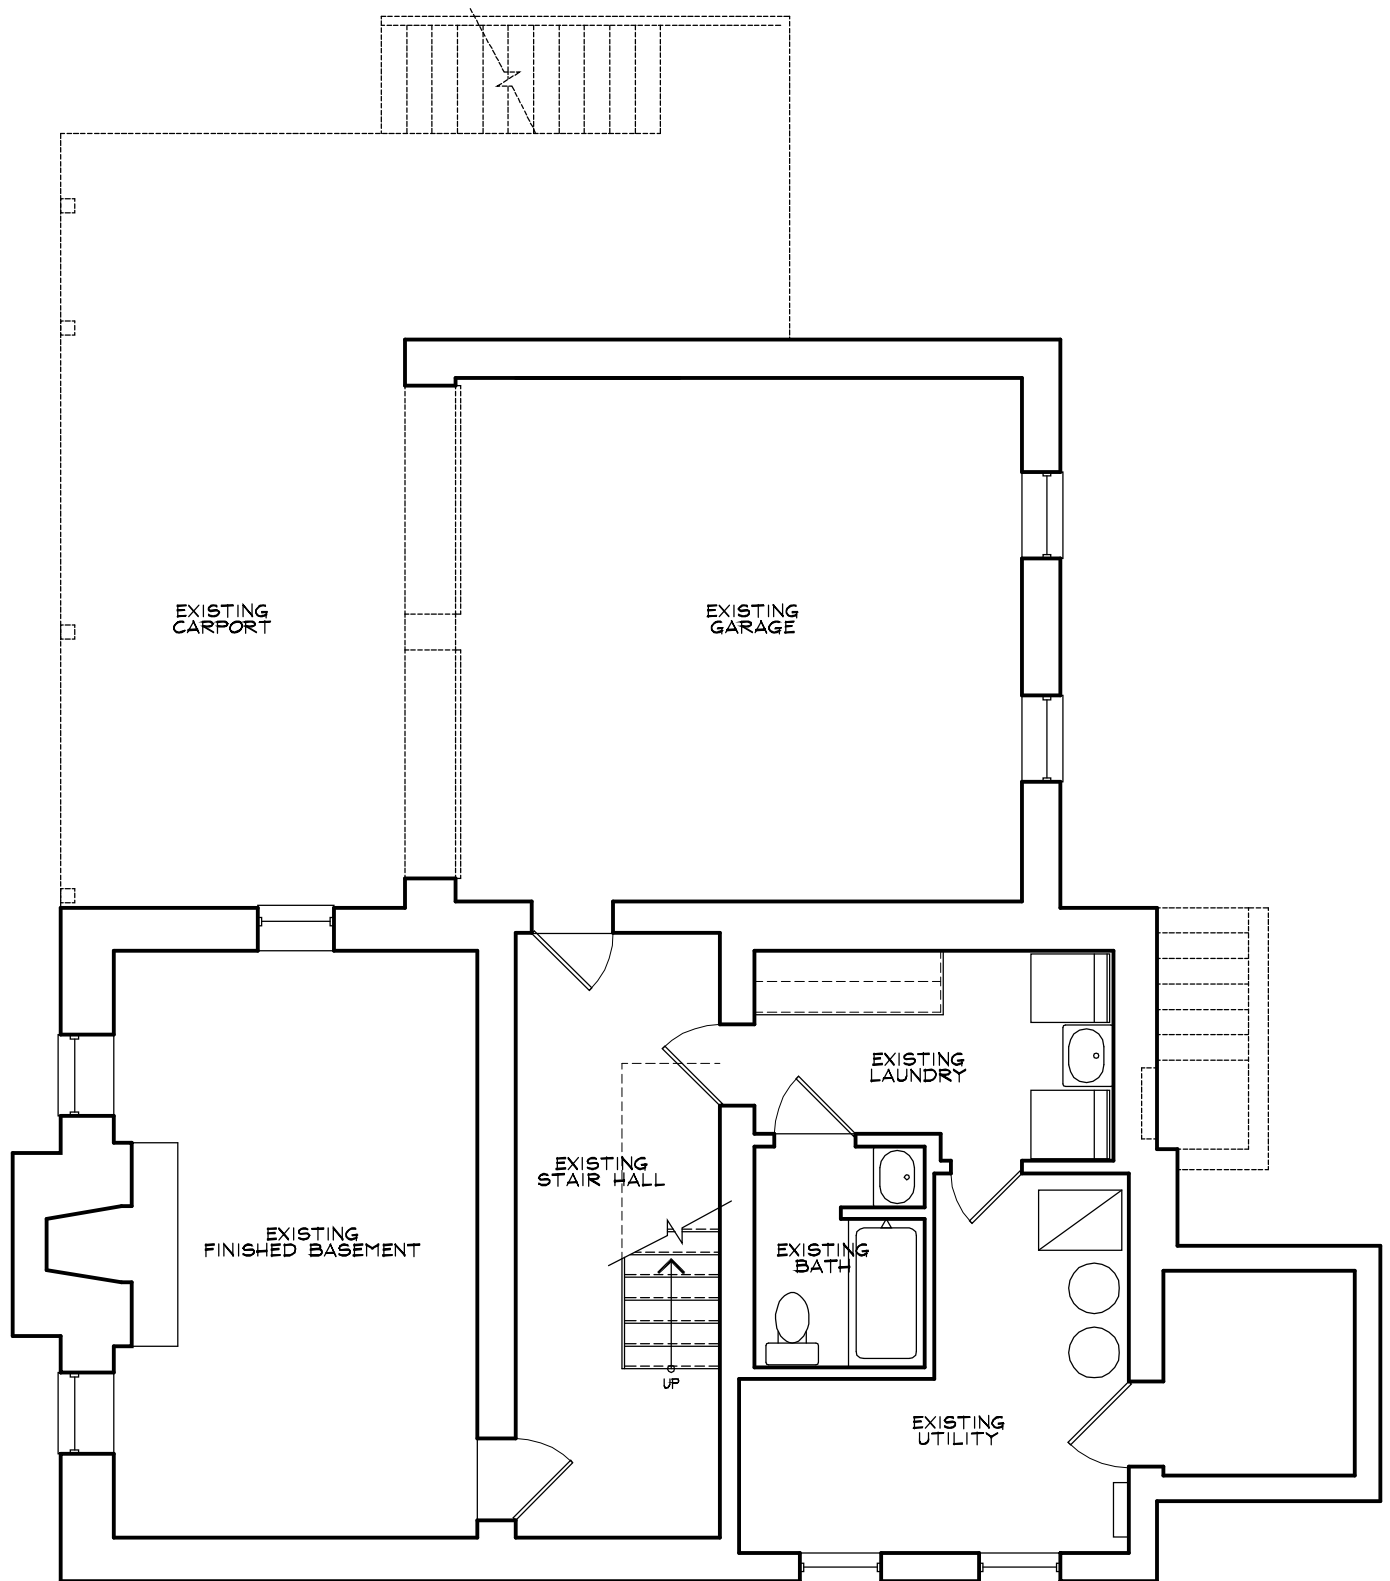 EXISTING
CARPORT
EXISTING
GARAGE
EXISTING
LAUNDRY
EXISTING
STAIR HALL
EXISTING
FINISHED BASEMENT
EXISTING
BATH
UP
EXISTING
UTILITY